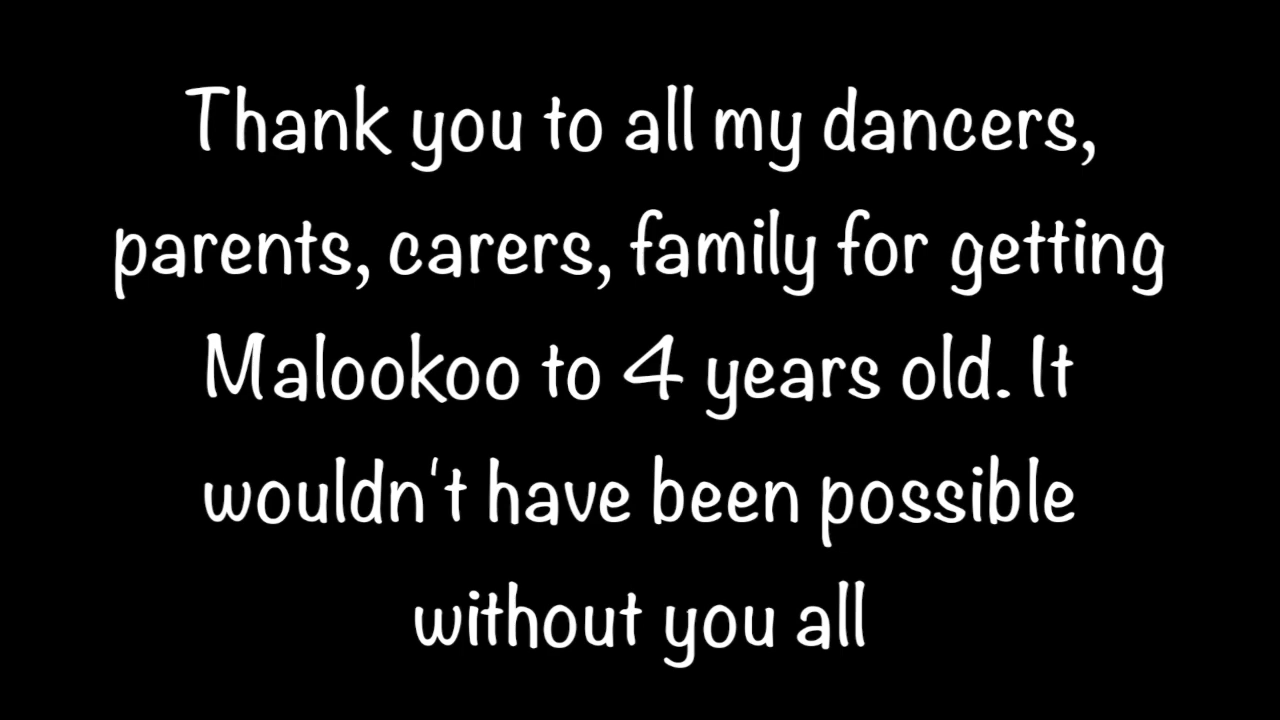 Thank you to all my dancers,
parents, carers, family for getting
Malookoo to 4 years old. It
wouldn't have been possible
without you all